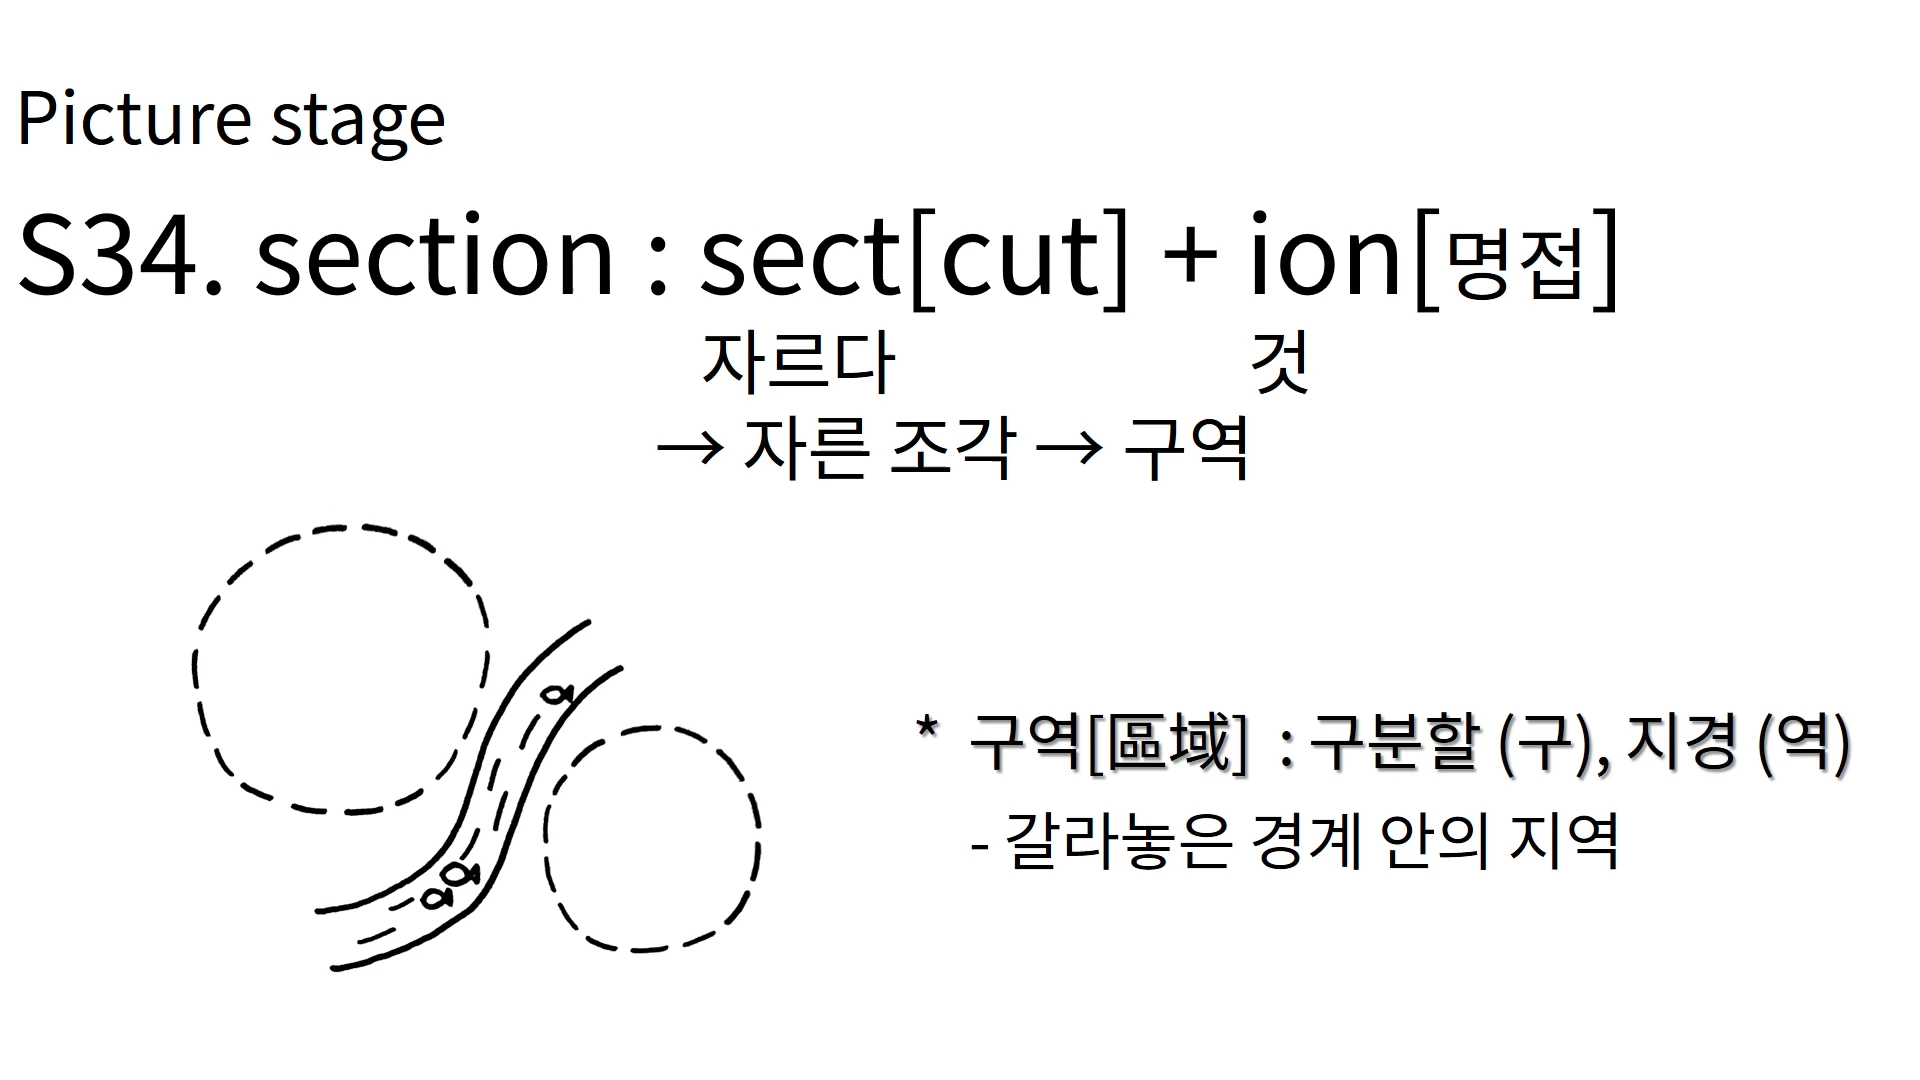 Picture stage
S34. section : sect[cut] + ion[명접]
자르다 것
→ 자른 조각 → 구역
* 구역[區域] : 구분할 (구), 지경 (역)
- 갈라놓은 경계 안의 지역